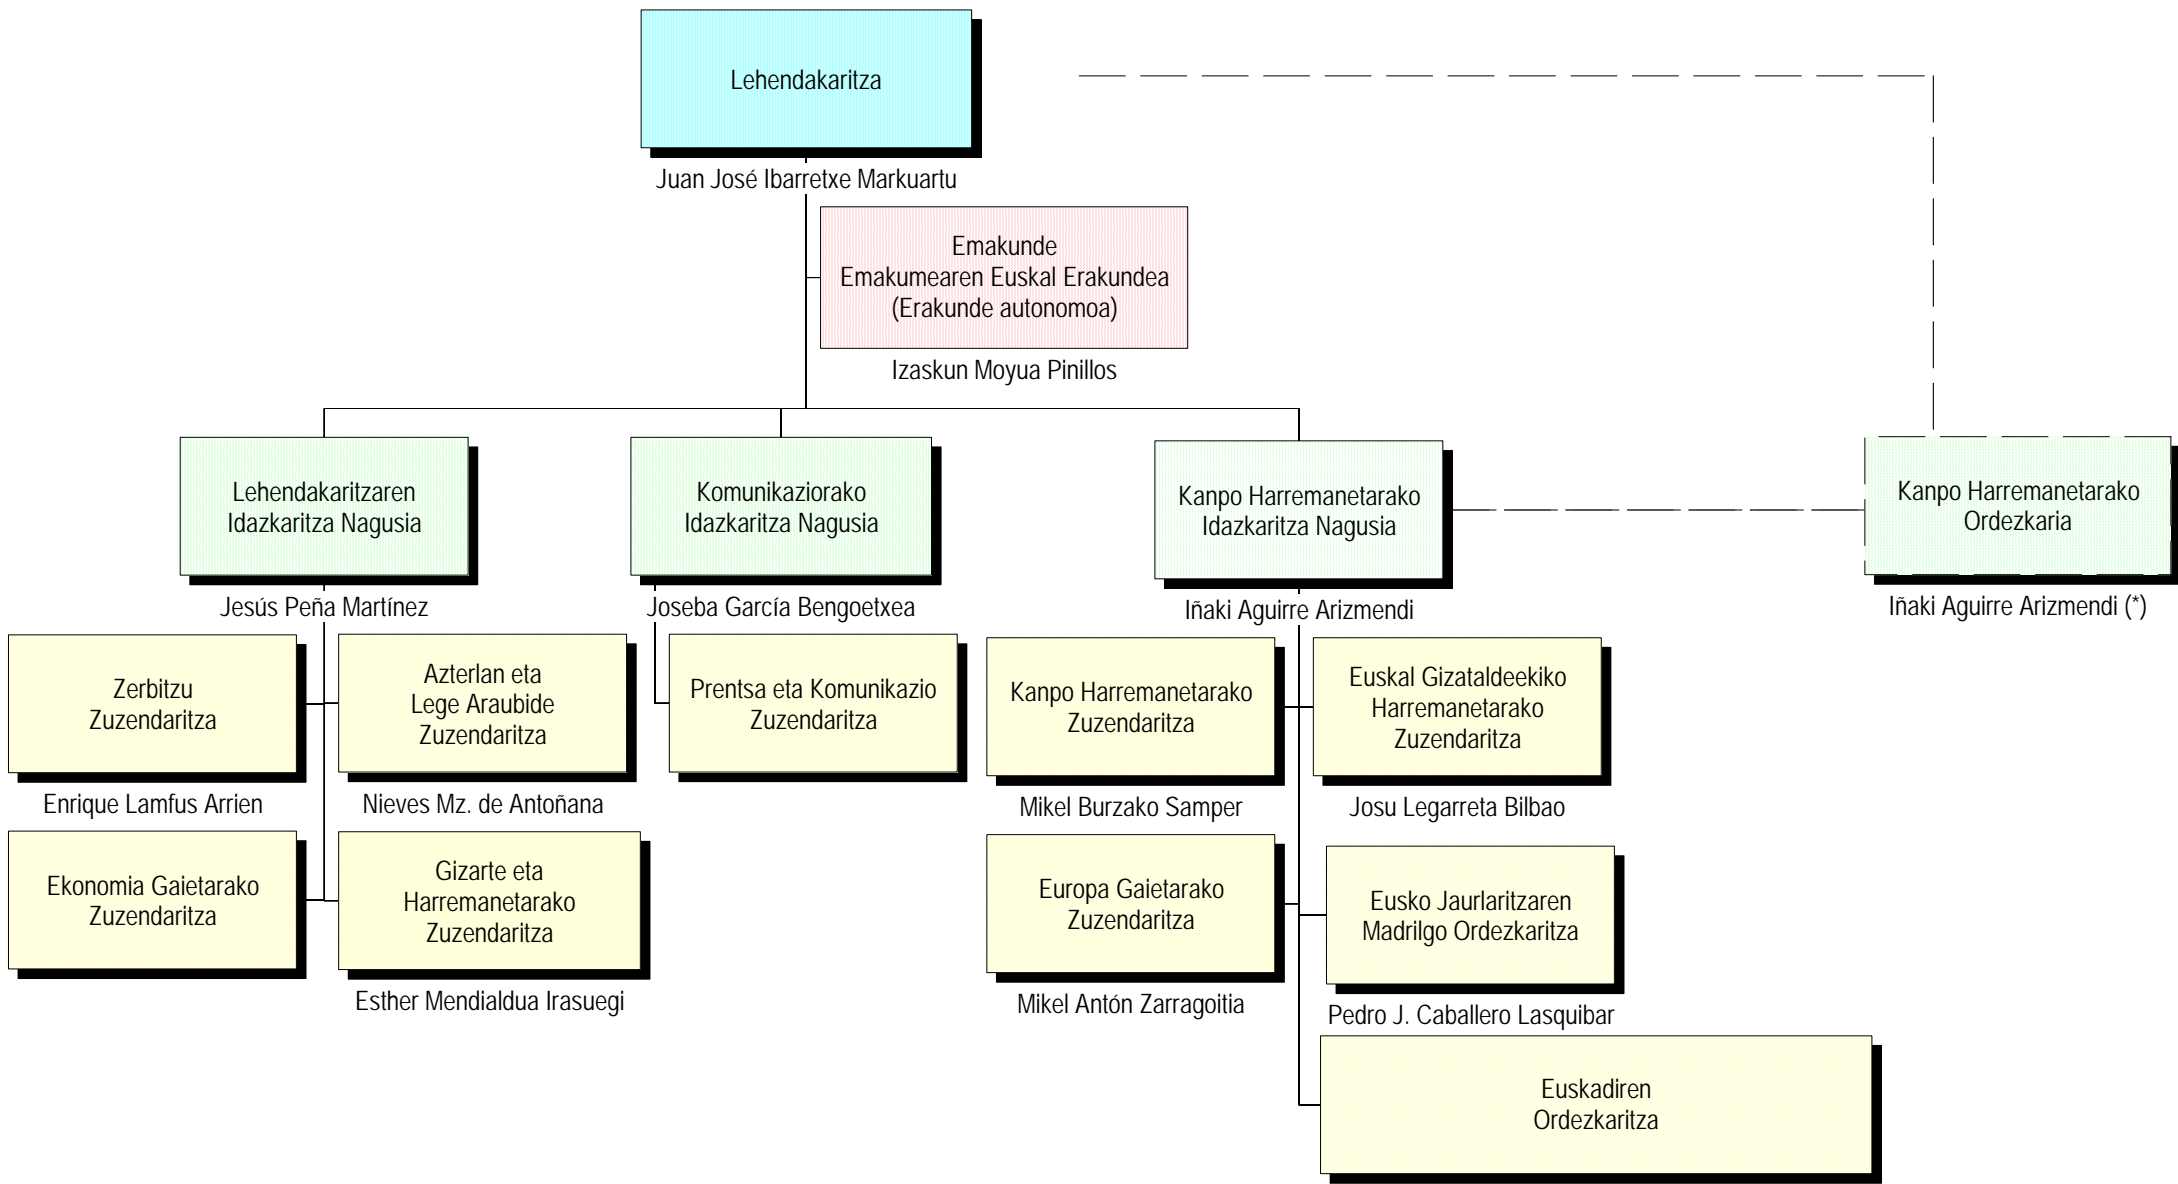 Lehendakaritza
Juan José Ibarretxe Markuartu
Emakunde
Emakumearen Euskal Erakundea
(Erakunde autonomoa)
Izaskun Moyua Pinillos
Lehendakaritzaren
Idazkaritza Nagusia
Jesús Peña Martínez
Komunikaziorako
Idazkaritza Nagusia
Joseba García Bengoetxea
Kanpo Harremanetarako
Idazkaritza Nagusia
Iñaki Aguirre Arizmendi
Kanpo Harremanetarako
Ordezkaria
Iñaki Aguirre Arizmendi (*)
Zerbitzu
Zuzendaritza
Enrique Lamfus Arrien
Azterlan eta
Lege Araubide
Zuzendaritza
Nieves Mz. de Antoñana
Prentsa eta Komunikazio
Zuzendaritza
Kanpo Harremanetarako
Zuzendaritza
Mikel Burzako Samper
Euskal Gizataldeekiko
Harremanetarako
Zuzendaritza
Josu Legarreta Bilbao
Ekonomia Gaietarako
Zuzendaritza
Gizarte eta
Harremanetarako
Zuzendaritza
Esther Mendialdua Irasuegi
Europa Gaietarako
Zuzendaritza
Mikel Antón Zarragoitia
Eusko Jaurlaritzaren
Madrilgo Ordezkaritza
Pedro J. Caballero Lasquibar
Euskadiren
Ordezkaritza